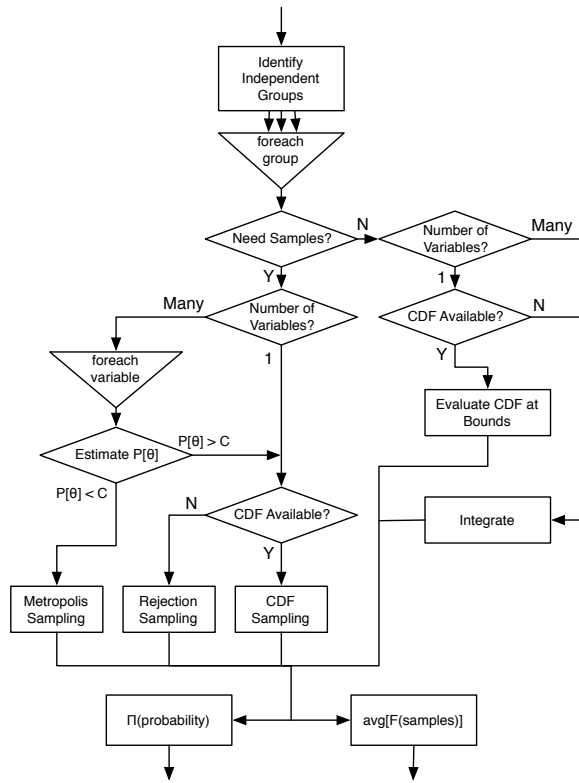 Identify
Independent
Groups
foreach
group
Need Samples?
N
Number of
Variables?
Many
Y
1
Many
Number of
Variables?
CDF Available?
N
foreach
variable
1
Y
Evaluate CDF at
Bounds
Estimate P[θ]
P[θ] > C
P[θ] < C
N
CDF Available?
Integrate
Y
Metropolis
Sampling
Rejection
Sampling
CDF
Sampling
Π(probability)
avg[F(samples)]